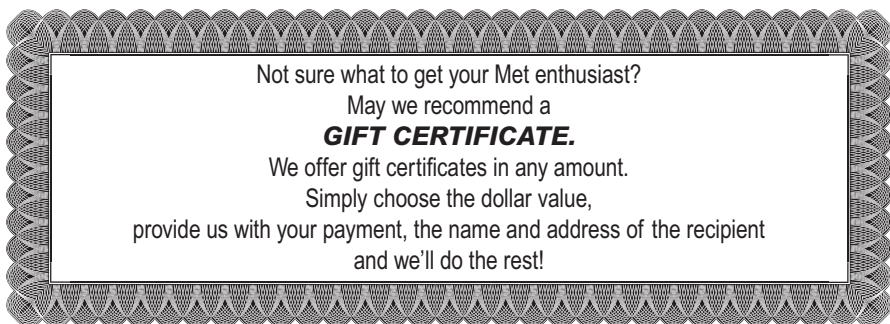 Not sure what to get your Met enthusiast?
May we recommend a
GIFT CERTIFICATE.
We offer gift certificates in any amount.
Simply choose the dollar value,
provide us with your payment, the name and address of the recipient
and we'll do the rest!